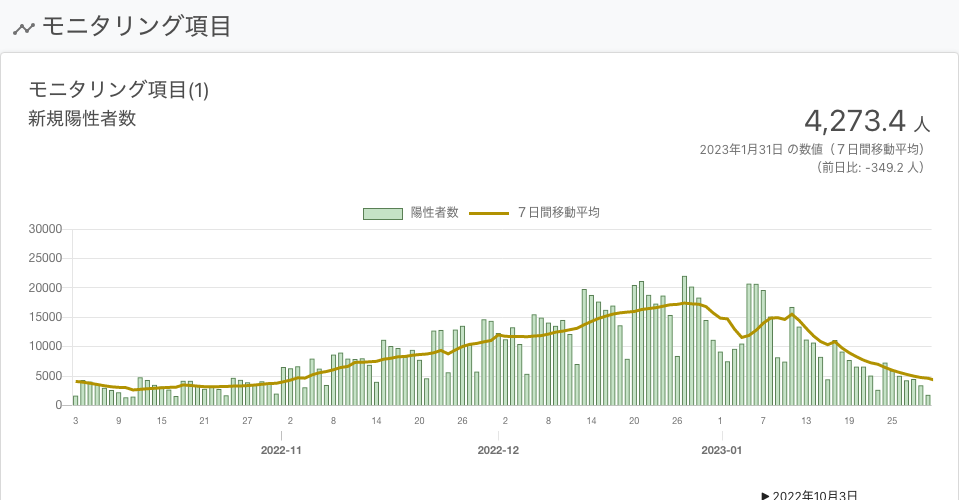 モニタリング項目
モニタリング項目(1)
新規陽性者数
4,273.4 人
2023年1月31日 の数値（７日間移動平均）
（前日比: -349.2 人）
陽性者数 ７日間移動平均
30000
25000
20000
15000
10000
5000
0
3 9 15 21 27 2 8 14 20 26 2 8 14 20 26 1 7 13 19 25
2022-11 2022-12 2023-01
▶ 2022年10月3日